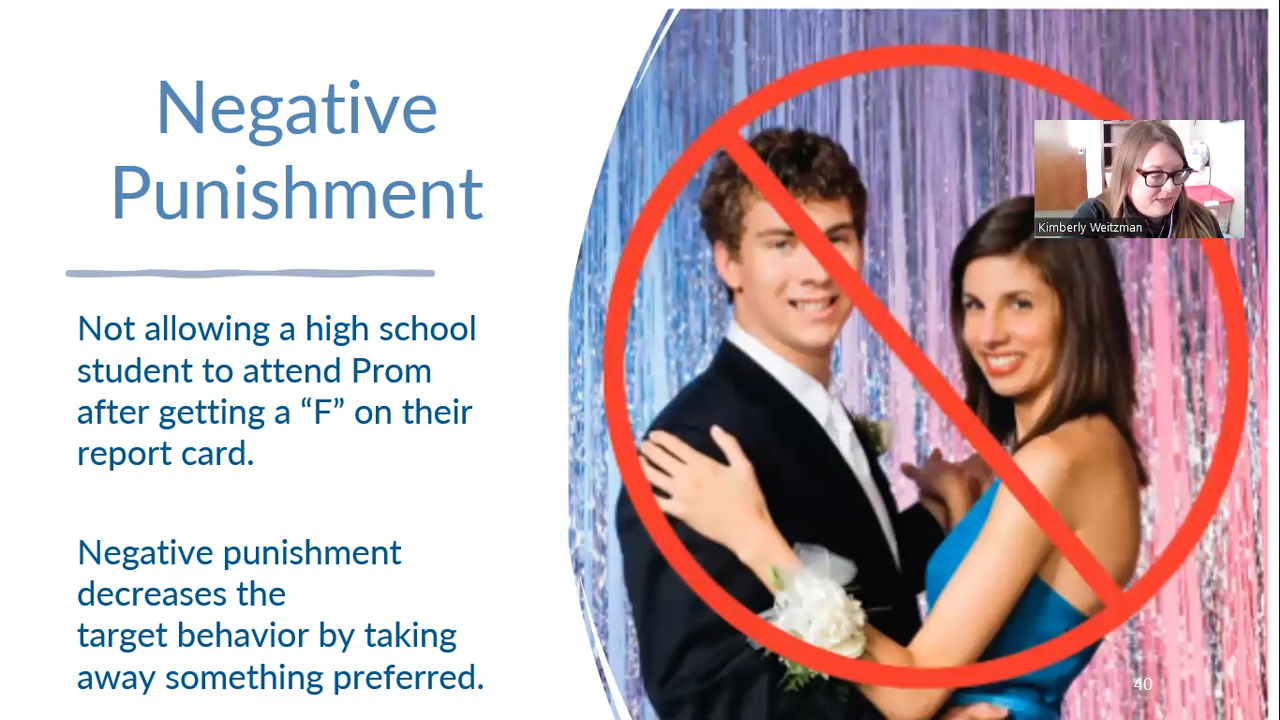 Negative
Punishment
Not allowing a high school
student to attend Prom
after getting a “F” on their
report card.
Negative punishment
decreases the
target behavior by taking
away something preferred.
Kimberly Weitzman
40